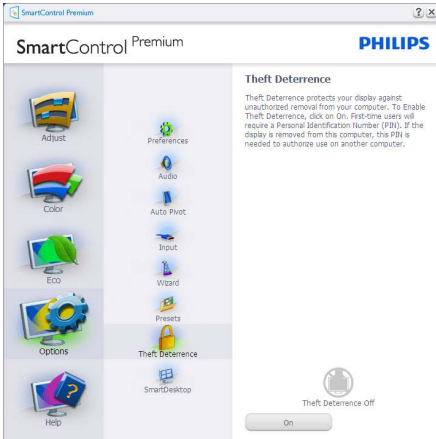 SmartControl Premium
? X
SmartControl Premium
PHILIPS
Adjust
Color
Eco
Options
Help
Preferences
Audio
Auto Pivot
Input
Wizard
Presets
Theft Deterrence
SmartDesktop
Theft Deterrence
Theft Deterrence protects your display against
unauthorized removal from your computer. To Enable
Theft Deterrence, click on On. First-time users will
require a Personal Identification Number (PIN). If the
display is removed from this computer, this PIN is
needed to authorize use on another computer.
Theft Deterrence Off
On